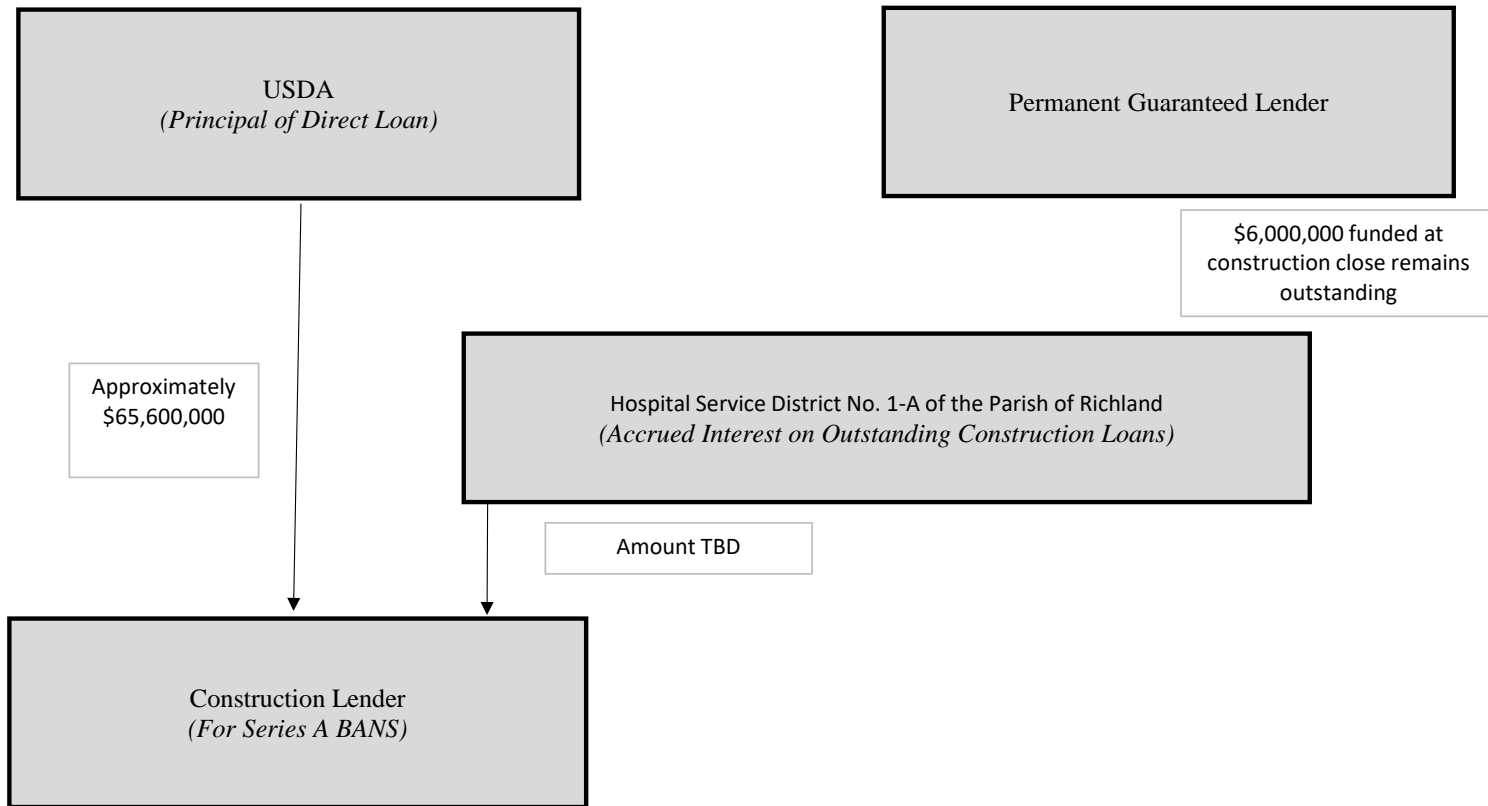 USDA
(Principal of Direct Loan)
Permanent Guaranteed Lender
$6,000,000 funded at
construction close remains
outstanding
Approximately
$65,600,000
Hospital Service District No. 1-A of the Parish of Richland
(Accrued Interest on Outstanding Construction Loans)
Amount TBD
Construction Lender
(For Series A BANS)